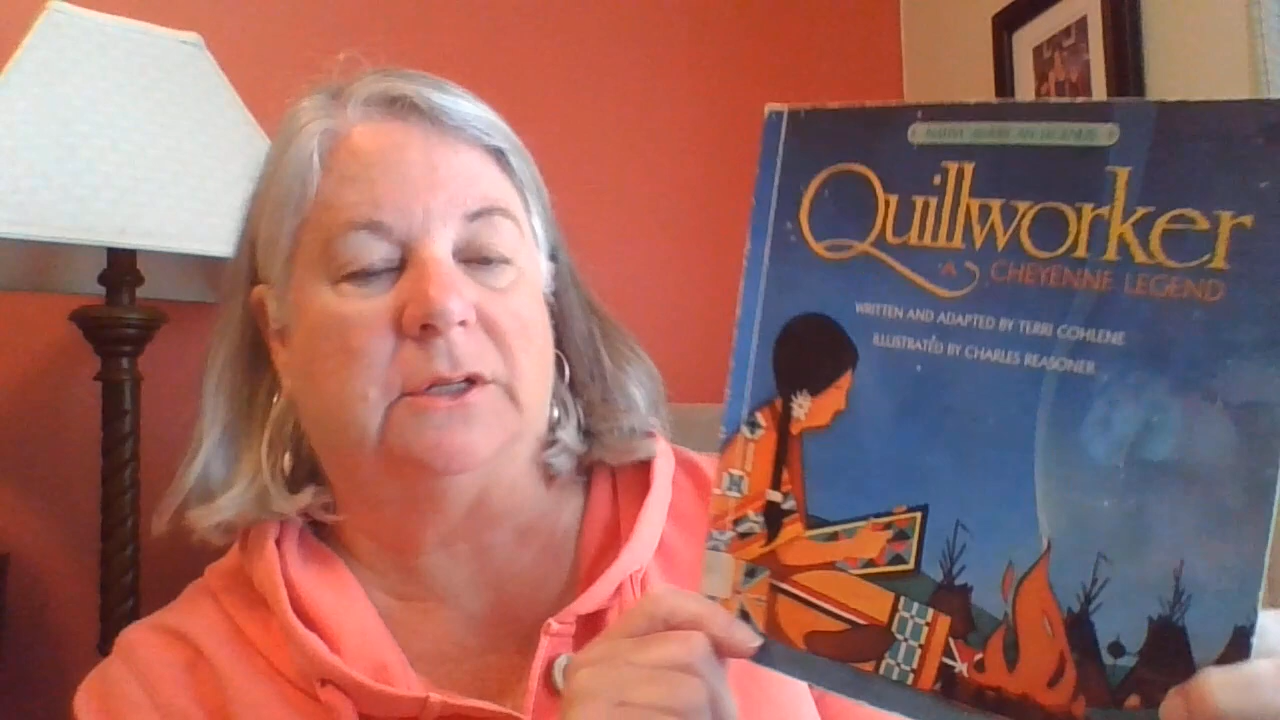 NATIVE AMERICAN LEGENDS
Quillworker
A CHEYENNE LEGEND
WRITTEN AND ADAPTED BY TERRI COHLENE
ILLUSTRATED BY CHARLES REASONER